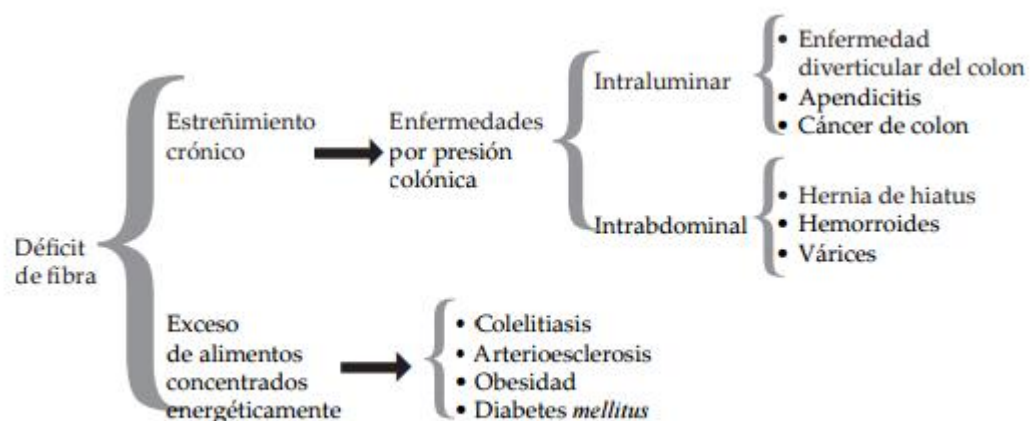 Déficit
de fibra
Estreñimiento
crónico
Enfermedades
por presión
colónica
Intraluminar
• Enfermedad
diverticular del colon
• Apendicitis
• Cáncer de colon
Intrabdominal
• Hernia de hiatus
• Hemorroides
• Várices
Exceso
de alimentos
concentrados
energéticamente
• Colelitiasis
• Arterioesclerosis
• Obesidad
• Diabetes mellitus